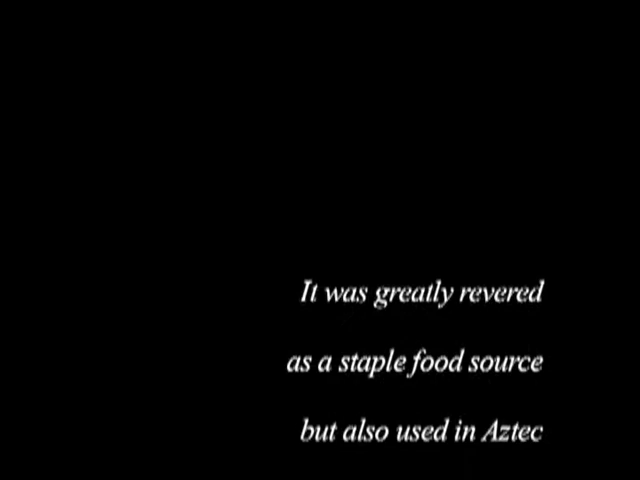 It was greatly revered
as a staple food source
but also used in Aztec